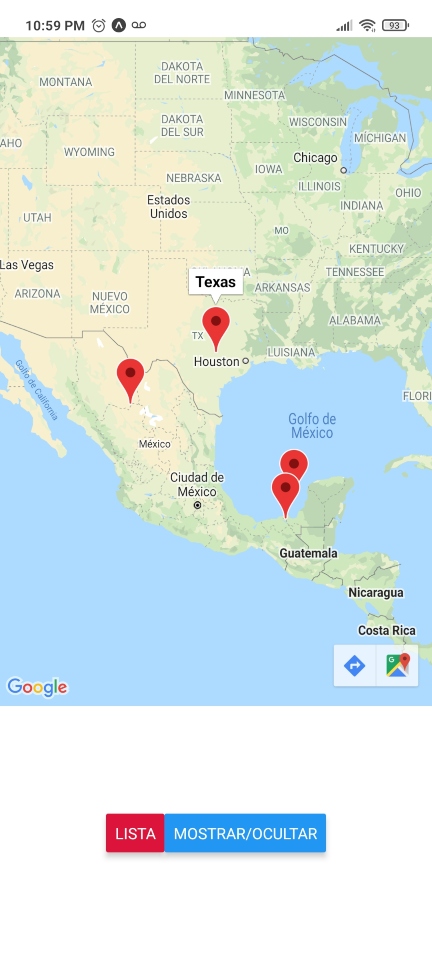 10:59 PM
93
DAKOTA
DEL NORTE
MONTANA
MINNESOTA
DAKOTA
DEL SUR
WISCONSIN
MÍCHIGAN
AHO
WYOMING
Chicago
IOWA
NEBRASKA
ILLINOIS
OHIO
Estados
Unidos
INDIANA
UTAH
MO
KENTUCKY
Las Vegas
TENNESSEE
Texas
A
ARKANSAS
ARIZONA
NUEVO
MÉXICO
ALABAMA
TX
LUISIANA
Houston
Golfo de California
FLORI
Golfo de
México
México
Ciudad de
México
Guatemala
Nicaragua
Costa Rica
G
Google
LISTA
MOSTRAR/OCULTAR